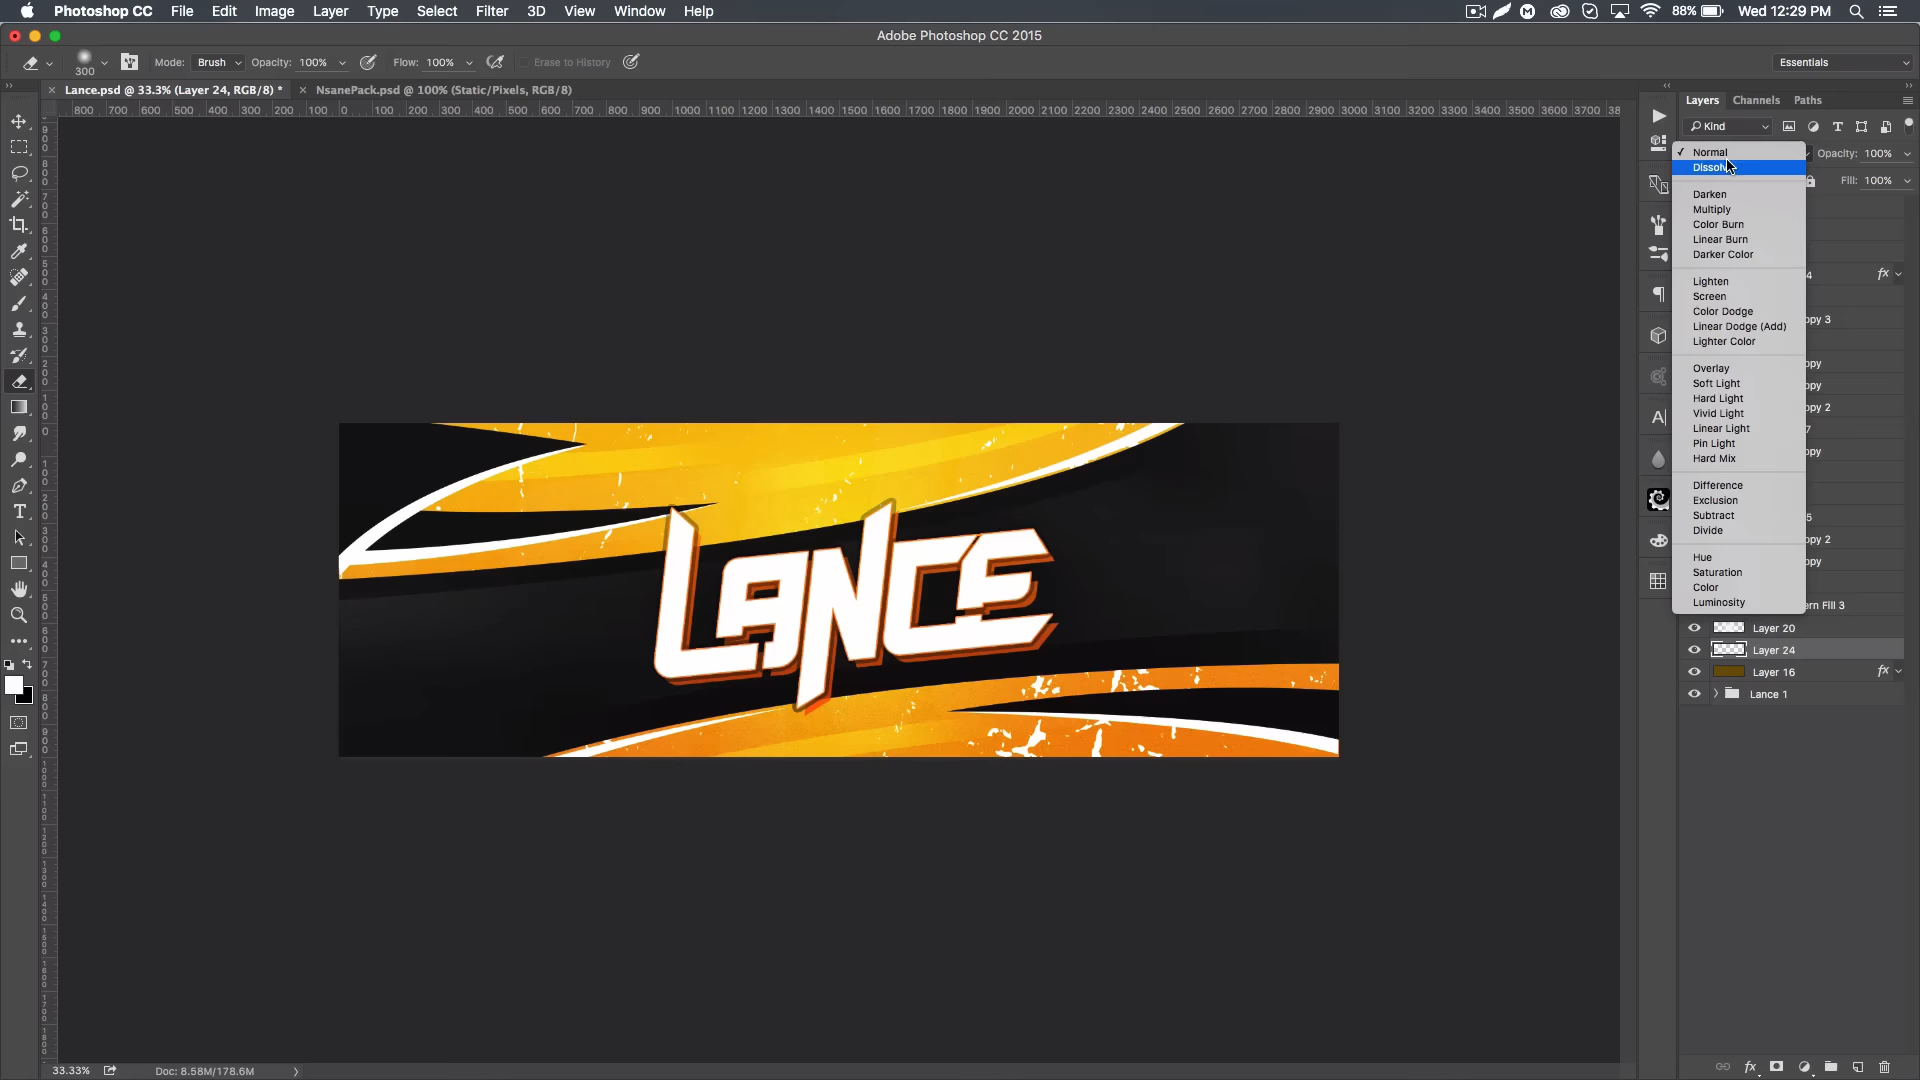 Photoshop CC File Edit Image Layer Type Select Filter 3D View Window Help 88% Wed 12:29 PM
Adobe Photoshop CC 2015
300 Mode: Brush Opacity: 100% Flow: 100% Erase to History Essentials
Lance.psd @ 33.3% (Layer 24, RGB/8) * NsanePack.psd @ 100% (Static/Pixels, RGB/8)
800 700 600 500 400 300 200 100 0 100 200 300 400 500 600 700 800 900 1000 1100 1200 1300 1400 1500 1600 1700 1800 1900 2000 2100 2200 2300 2400 2500 2600 2700 2800 2900 3000 3100 3200 3300 3400 3500 3600 3700 38
Layers Channels Paths
Kind
Normal Opacity: 100%
Dissolve
Fill: 100%
Darken
Multiply
Color Burn
Linear Burn
Darker Color
4 fx
Lighten
Screen
Color Dodge
opy 3
Linear Dodge (Add)
Lighter Color
opy
Overlay
Soft Light
opy
Hard Light
opy 2
Vivid Light
Linear Light
7
Pin Light
opy
Hard Mix
Difference
Exclusion
Subtract
5
Divide
opy 2
Hue
opy
Saturation
Color
Luminosity
ern Fill 3
Layer 20
Layer 24
Layer 16 fx
Lance 1
LANCE
33.33% Doc: 8.58M/178.6M
fx